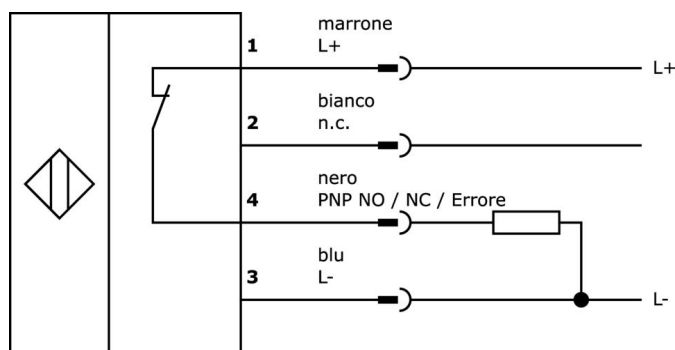 marrone
1 L+
L+
bianco
2 n.c.
nero
4 PNP NO / NC / Errore
blu
3 L-
L-